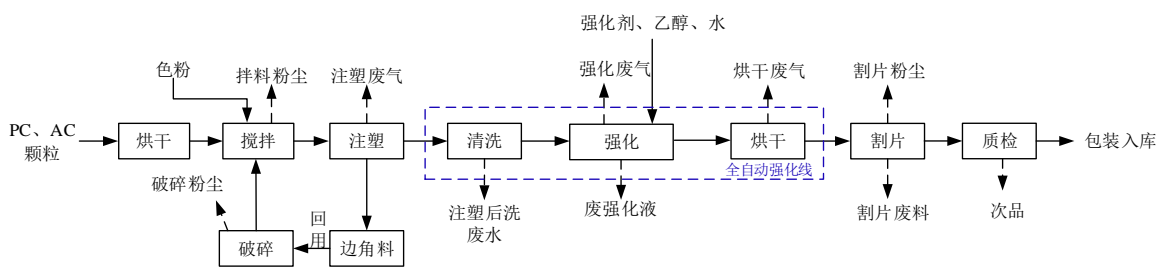 强化剂、乙醇、水
色粉
拌料粉尘
注塑废气
强化废气
烘干废气
割片粉尘
PC、AC
颗粒
烘干
搅拌
注塑
清洗
强化
烘干
割片
质检
包装入库
全自动强化线
破碎粉尘
注塑后洗
废水
废强化液
割片废料
次品
回
用
破碎
边角料